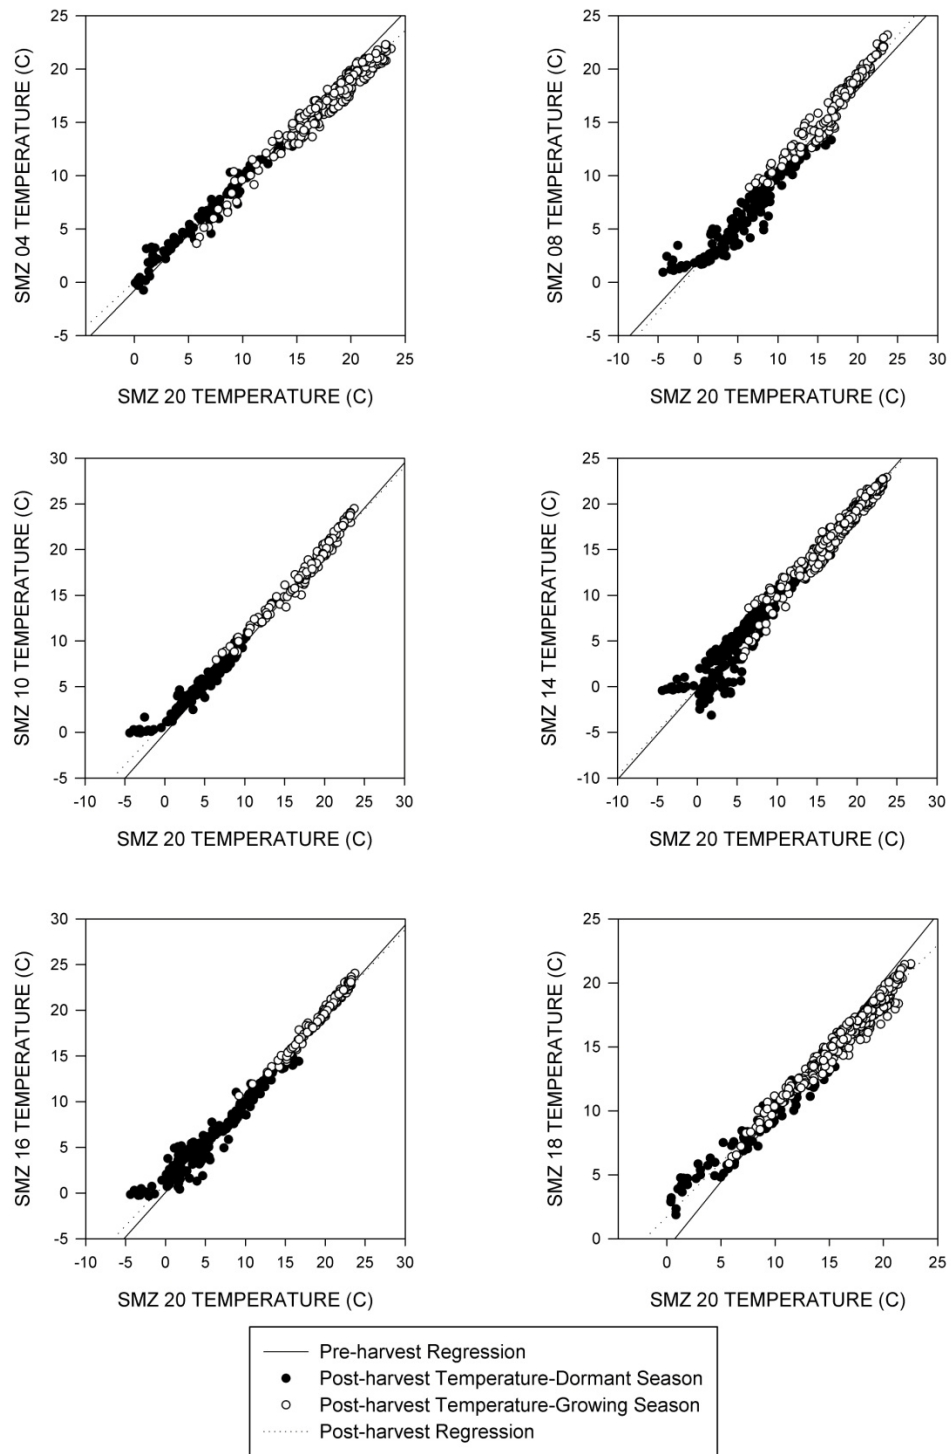 25
20
15
10
5
0
-5
SMZ 04 TEMPERATURE (C)
0 5 10 15 20 25
SMZ 20 TEMPERATURE (C)
25
20
15
10
5
0
-5
SMZ 08 TEMPERATURE (C)
-10 -5 0 5 10 15 20 25 30
SMZ 20 TEMPERATURE (C)
30
25
20
15
10
5
0
-5
SMZ 10 TEMPERATURE (C)
-10 -5 0 5 10 15 20 25 30
SMZ 20 TEMPERATURE (C)
25
20
15
10
5
0
-5
-10
SMZ 14 TEMPERATURE (C)
-10 -5 0 5 10 15 20 25 30
SMZ 20 TEMPERATURE (C)
30
25
20
15
10
5
0
-5
SMZ 16 TEMPERATURE (C)
-10 -5 0 5 10 15 20 25 30
SMZ 20 TEMPERATURE (C)
25
20
15
10
5
0
SMZ 18 TEMPERATURE (C)
0 5 10 15 20 25
SMZ 20 TEMPERATURE (C)
Pre-harvest Regression
Post-harvest Temperature-Dormant Season
Post-harvest Temperature-Growing Season
Post-harvest Regression